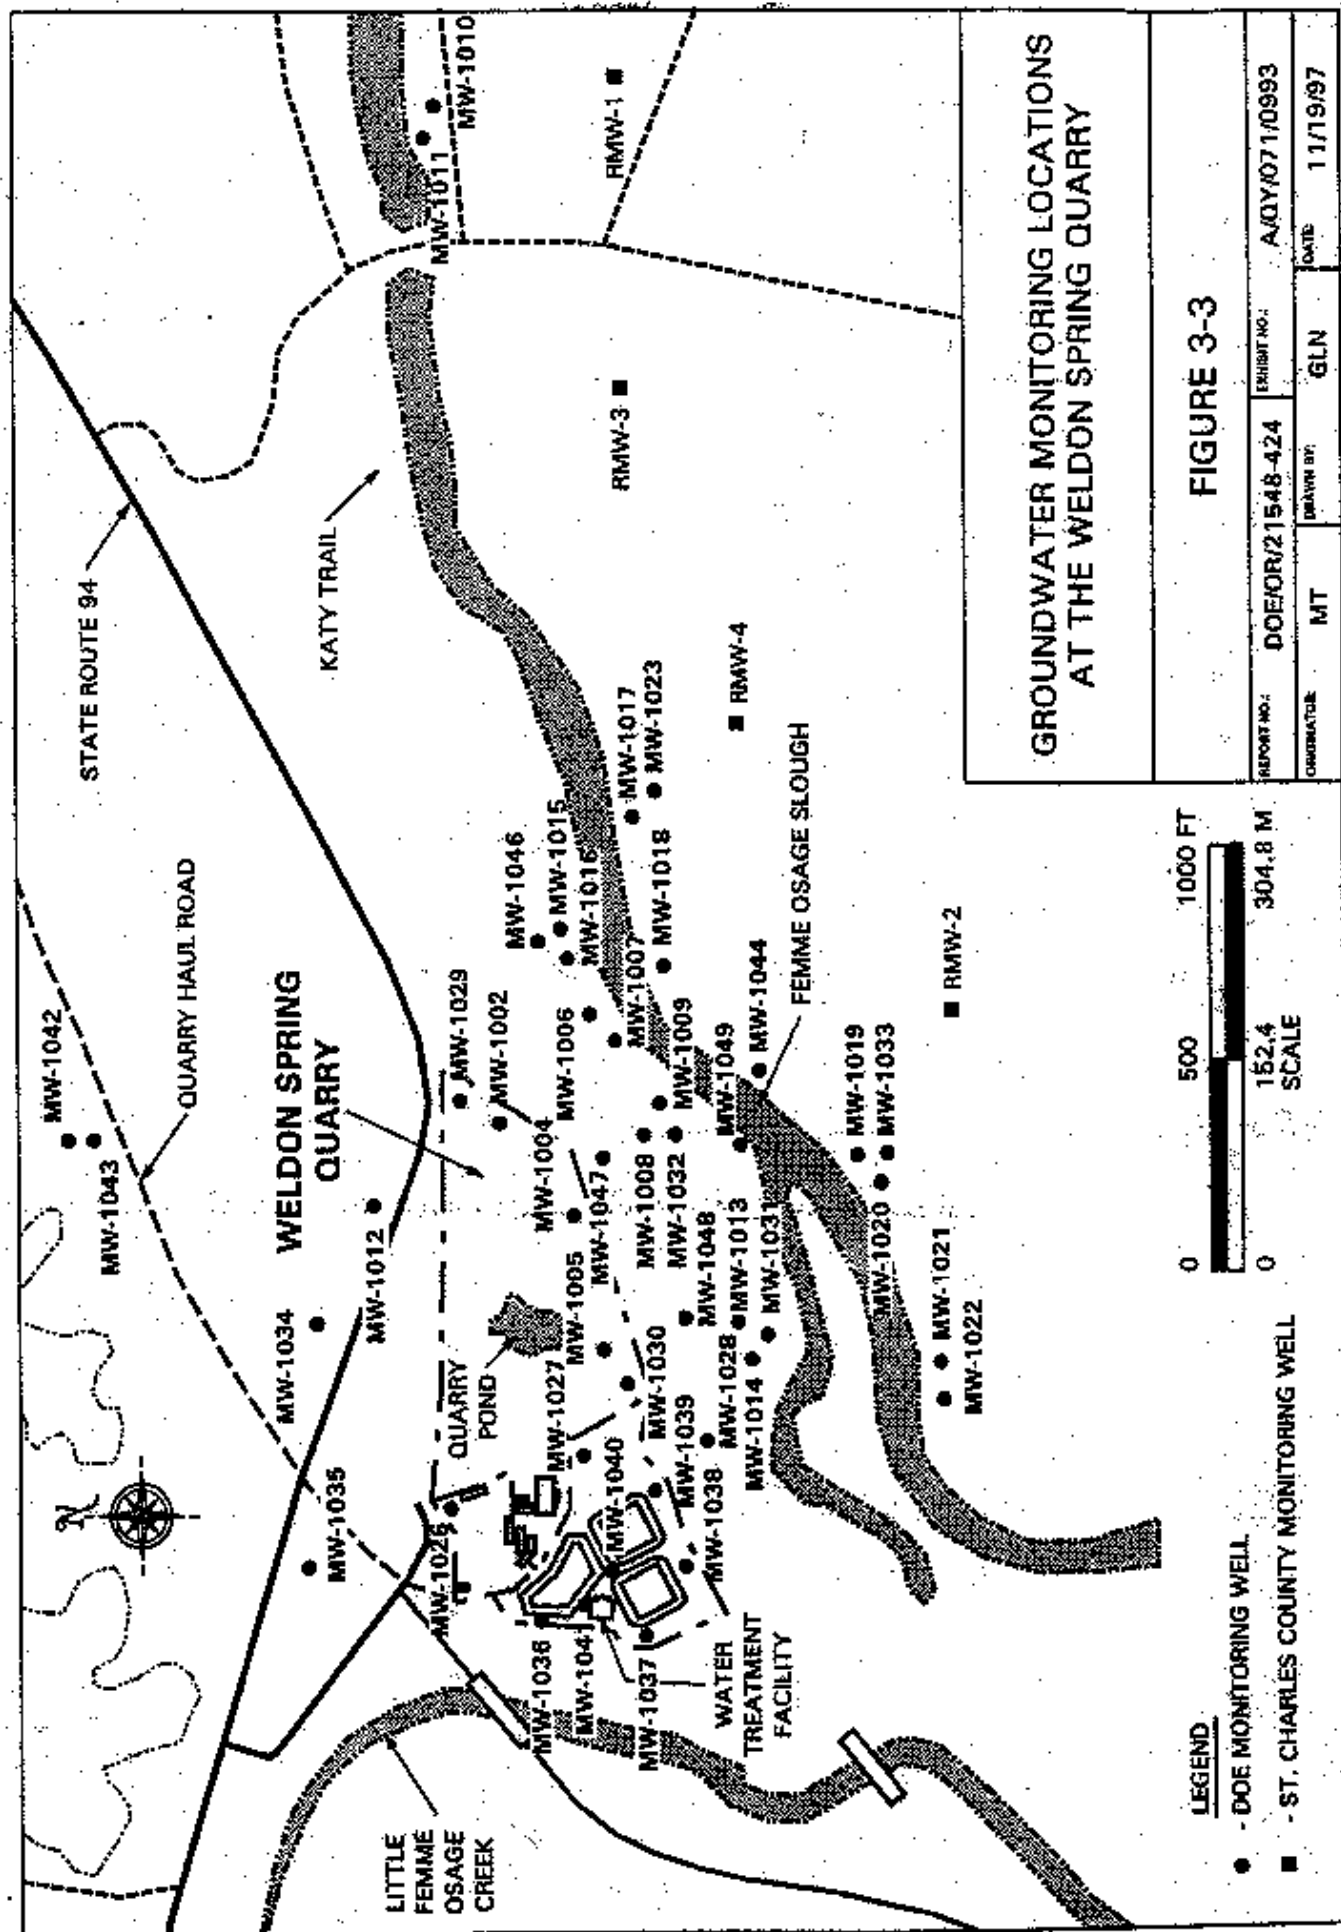 N
MW-1042
MW-1043
QUARRY HAUL ROAD
STATE ROUTE 94
KATY TRAIL
MW-1010
MW-1011
RMW-1
RMW-3
MW-1034
MW-1035
MW-1012
WELDON SPRING
QUARRY
MW-1029
MW-1002
QUARRY
POND
MW-1004
MW-1006
MW-1046
MW-1015
MW-1016
MW-1007
MW-1017
MW-1023
MW-1018
RMW-4
MW-1005
MW-1047
MW-1008
MW-1032
MW-1009
MW-1049
MW-1044
FEMME OSAGE SLOUGH
MW-1027
MW-1030
MW-1040
MW-1039
MW-1038
MW-1048
MW-1013
MW-1031
MW-1028
MW-1014
MW-1019
MW-1033
MW-1020
MW-1021
MW-1022
RMW-2
MW-1036
MW-1041
MW-1037
WATER
TREATMENT
FACILITY
LITTLE
FEMME
OSAGE
CREEK
LEGEND
- DOE MONITORING WELL
- ST. CHARLES COUNTY MONITORING WELL
0 500 1000 FT
0 152.4 304.8 M
SCALE
GROUNDWATER MONITORING LOCATIONS
AT THE WELDON SPRING QUARRY
FIGURE 3-3
REPORT NO.: DOE/OR/21548-424 EXHIBIT NO.: A/QY/071/0993
ORIGINATOR: MT DRAWN BY: GLN DATE: 11/19/97